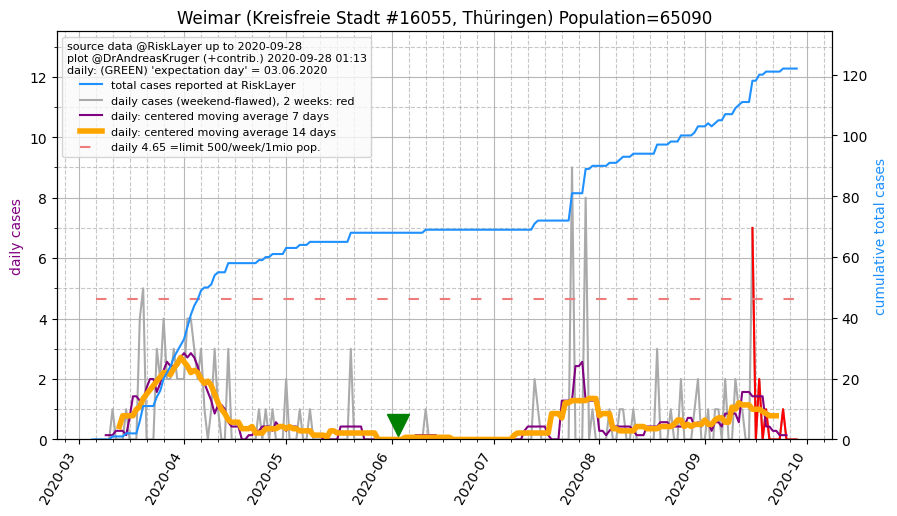 Weimar (Kreisfreie Stadt #16055, Thüringen) Population=65090
source data @RiskLayer up to 2020-09-28
plot @DrAndreasKruger (+contrib.) 2020-09-28 01:13
daily: (GREEN) 'expectation day' = 03.06.2020
total cases reported at RiskLayer
daily cases (weekend-flawed), 2 weeks: red
daily: centered moving average 7 days
daily: centered moving average 14 days
daily 4.65 =limit 500/week/1mio pop.
daily cases
12
10
8
6
4
2
0
cumulative total cases
120
100
80
60
40
20
0
2020-03
2020-04
2020-05
2020-06
2020-07
2020-08
2020-09
2020-10